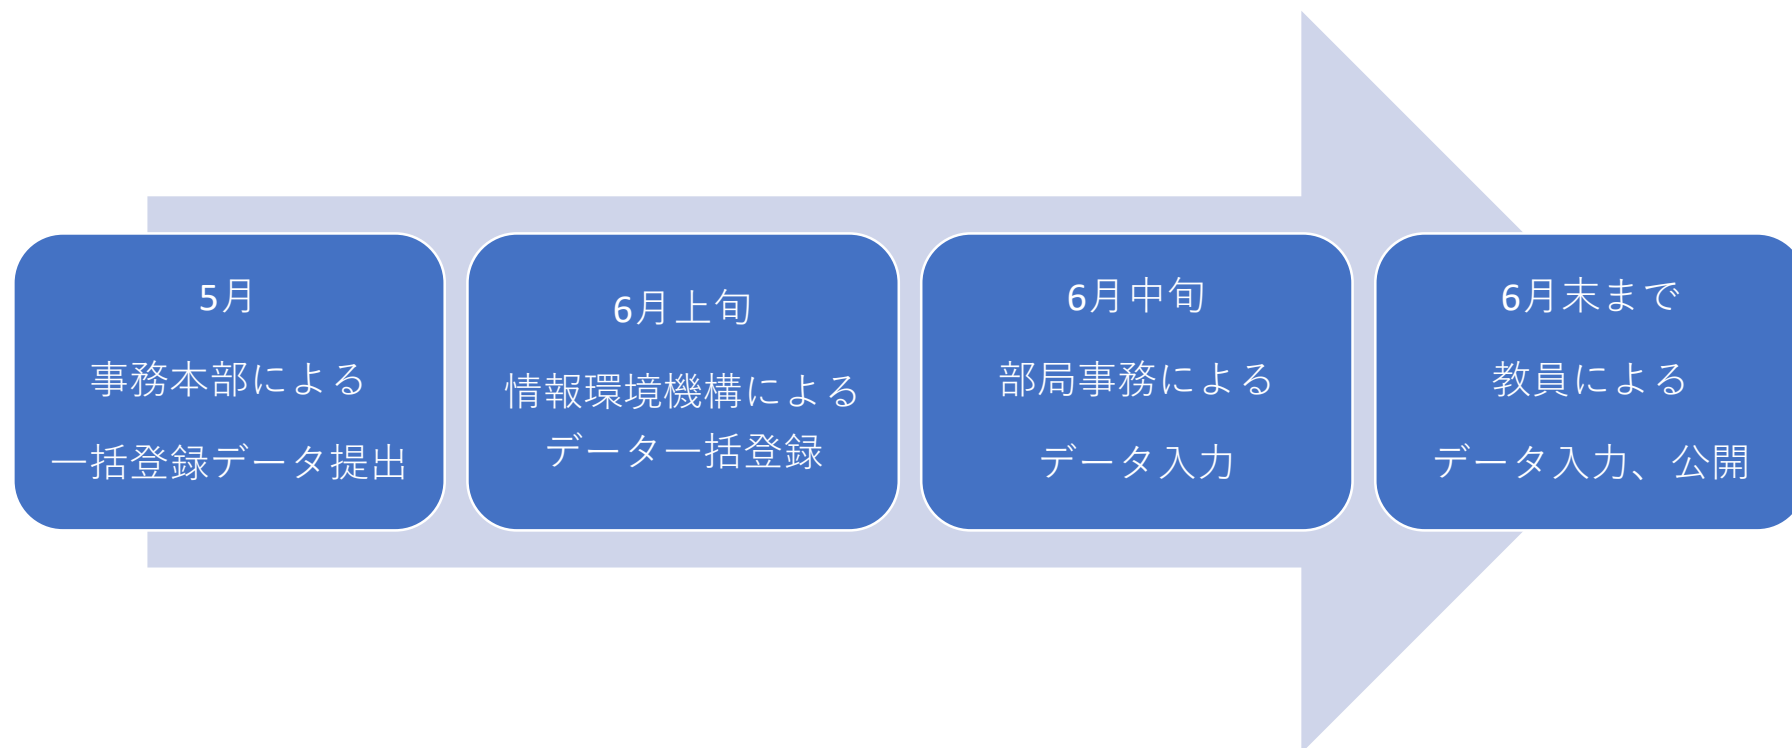 5月
事務本部による
一括登録データ提出
6月上旬
情報環境機構による
データ一括登録
6月中旬
部局事務による
データ入力
6月末まで
教員による
データ入力、公開